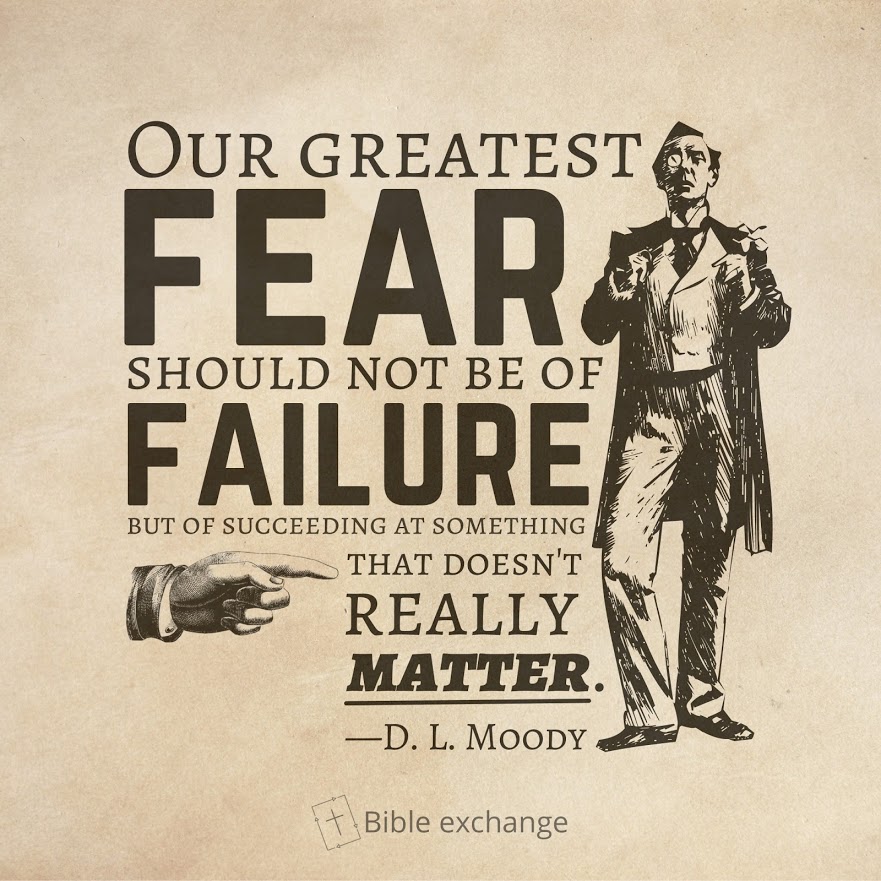 Our greatest
FEAR
should not be of
FAILURE
but of succeeding at something
that doesn't
really
MATTER.
—D. L. Moody
Bible exchange